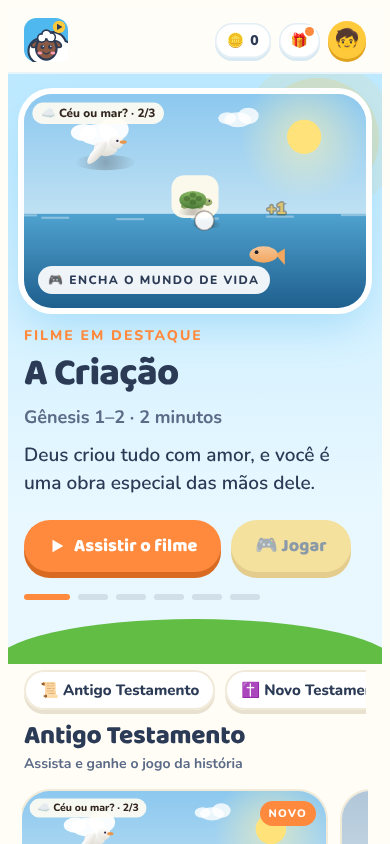 0
Céu ou mar? · 2/3
+1
ENCHA O MUNDO DE VIDA
FILME EM DESTAQUE
A Criação
Gênesis 1–2 · 2 minutos
Deus criou tudo com amor, e você é
uma obra especial das mãos dele.
Assistir o filme
Jogar
Antigo Testamento
Novo Testame
Antigo Testamento
Assista e ganhe o jogo da história
Céu ou mar? · 2/3
NOVO